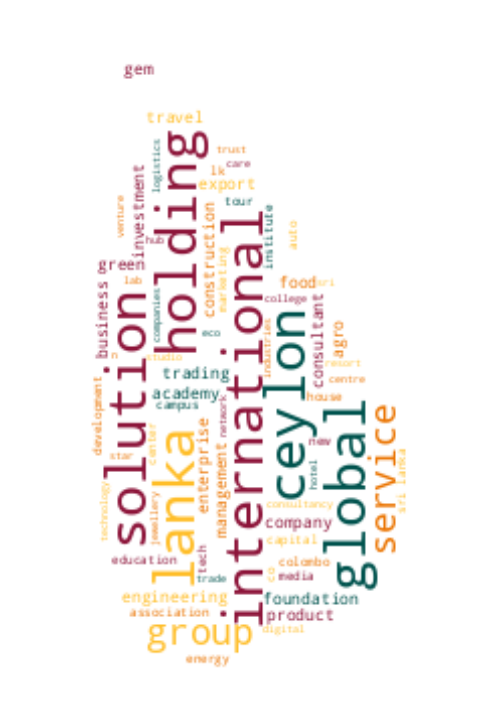 gem
travel
holding
trust
care
logistics
lk
investment
export
venture
tour
construction
institute
international
auto
hub
green
marketing
lab
food
sri
business
solution
companies
college
consultant
ceylon
agro
eco
industries
n
studio
resort
trading
centre
development
academy
house
campus
network
global
service
lanka
center
enterprise
management
new
star
hotel
sri lanka
technology
jewellery
consultancy
company
capital
tech
education
colombo
co
media
trade
engineering
foundation
association
product
group
digital
energy